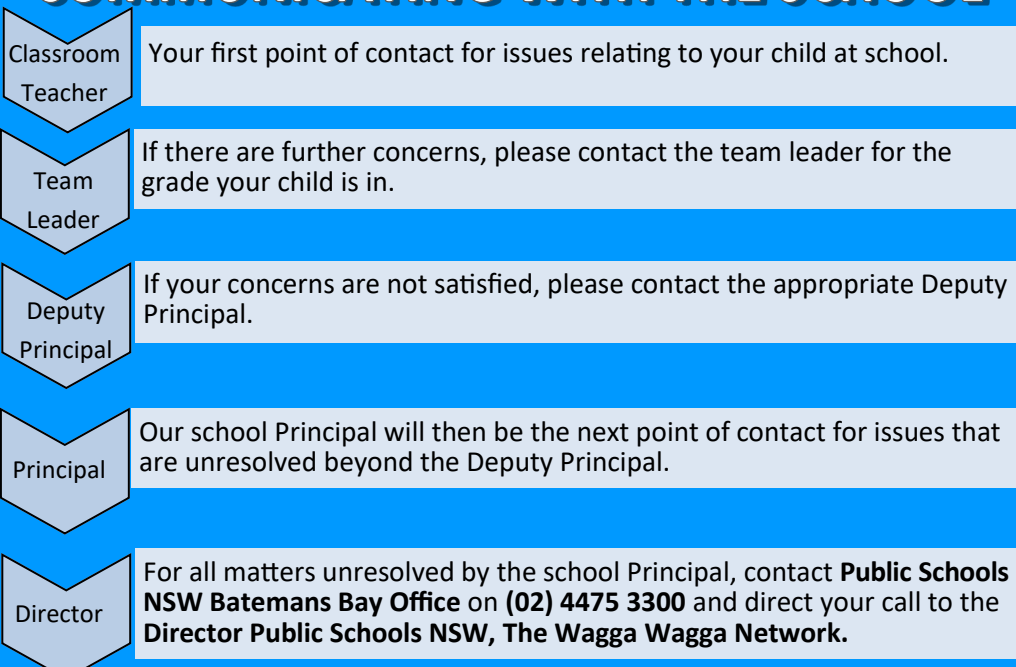 COMMUNICATING WITH THE SCHOOL
Classroom
Teacher
Your first point of contact for issues relating to your child at school.
Team
Leader
If there are further concerns, please contact the team leader for the
grade your child is in.
Deputy
Principal
If your concerns are not satisfied, please contact the appropriate Deputy
Principal.
Principal
Our school Principal will then be the next point of contact for issues that
are unresolved beyond the Deputy Principal.
Director
For all matters unresolved by the school Principal, contact Public Schools
NSW Batemans Bay Office on (02) 4475 3300 and direct your call to the
Director Public Schools NSW, The Wagga Wagga Network.